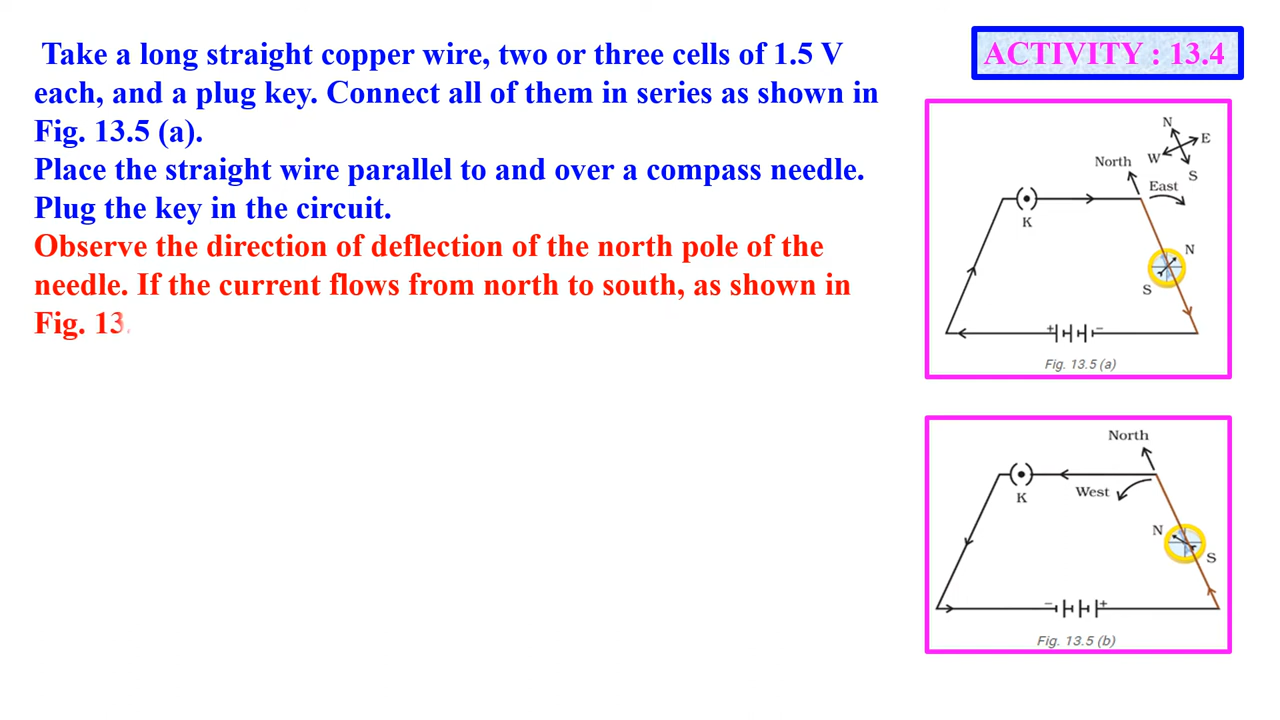 Take a long straight copper wire, two or three cells of 1.5 V
each, and a plug key. Connect all of them in series as shown in
Fig. 13.5 (a).
Place the straight wire parallel to and over a compass needle.
Plug the key in the circuit.
Observe the direction of deflection of the north pole of the
needle. If the current flows from north to south, as shown in
Fig. 13.
ACTIVITY : 13.4
N
E
W
S
North
East
K
N
S
+
−
Fig. 13.5 (a)
North
K
West
N
S
−
+
Fig. 13.5 (b)